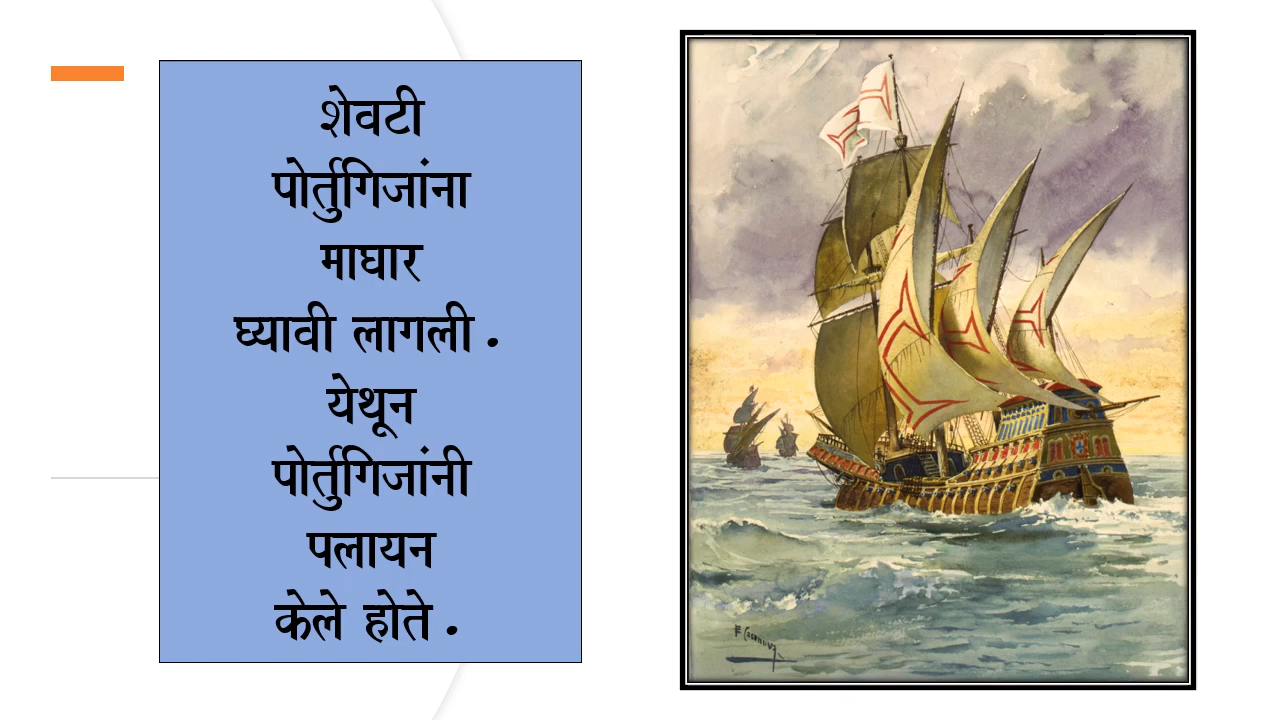 शेवटी
पोर्तुगिजांना
माघार
घ्यावी लागली.
येथून
पोर्तुगिजांनी
पलायन
केले होते.